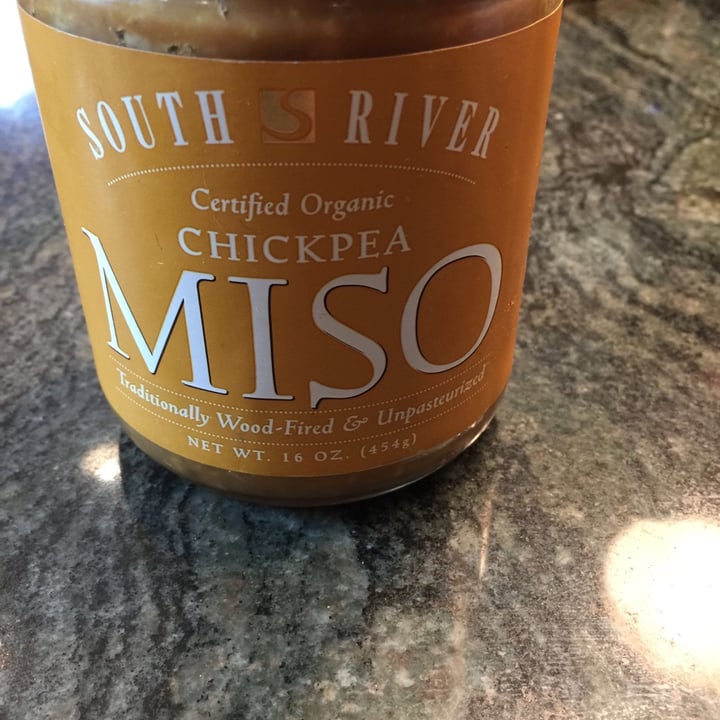 SOUTH S RIVER
Certified Organic
CHICKPEA
MISO
Traditionally Wood-Fired & Unpasteurized
NET WT. 16 OZ. (454g)